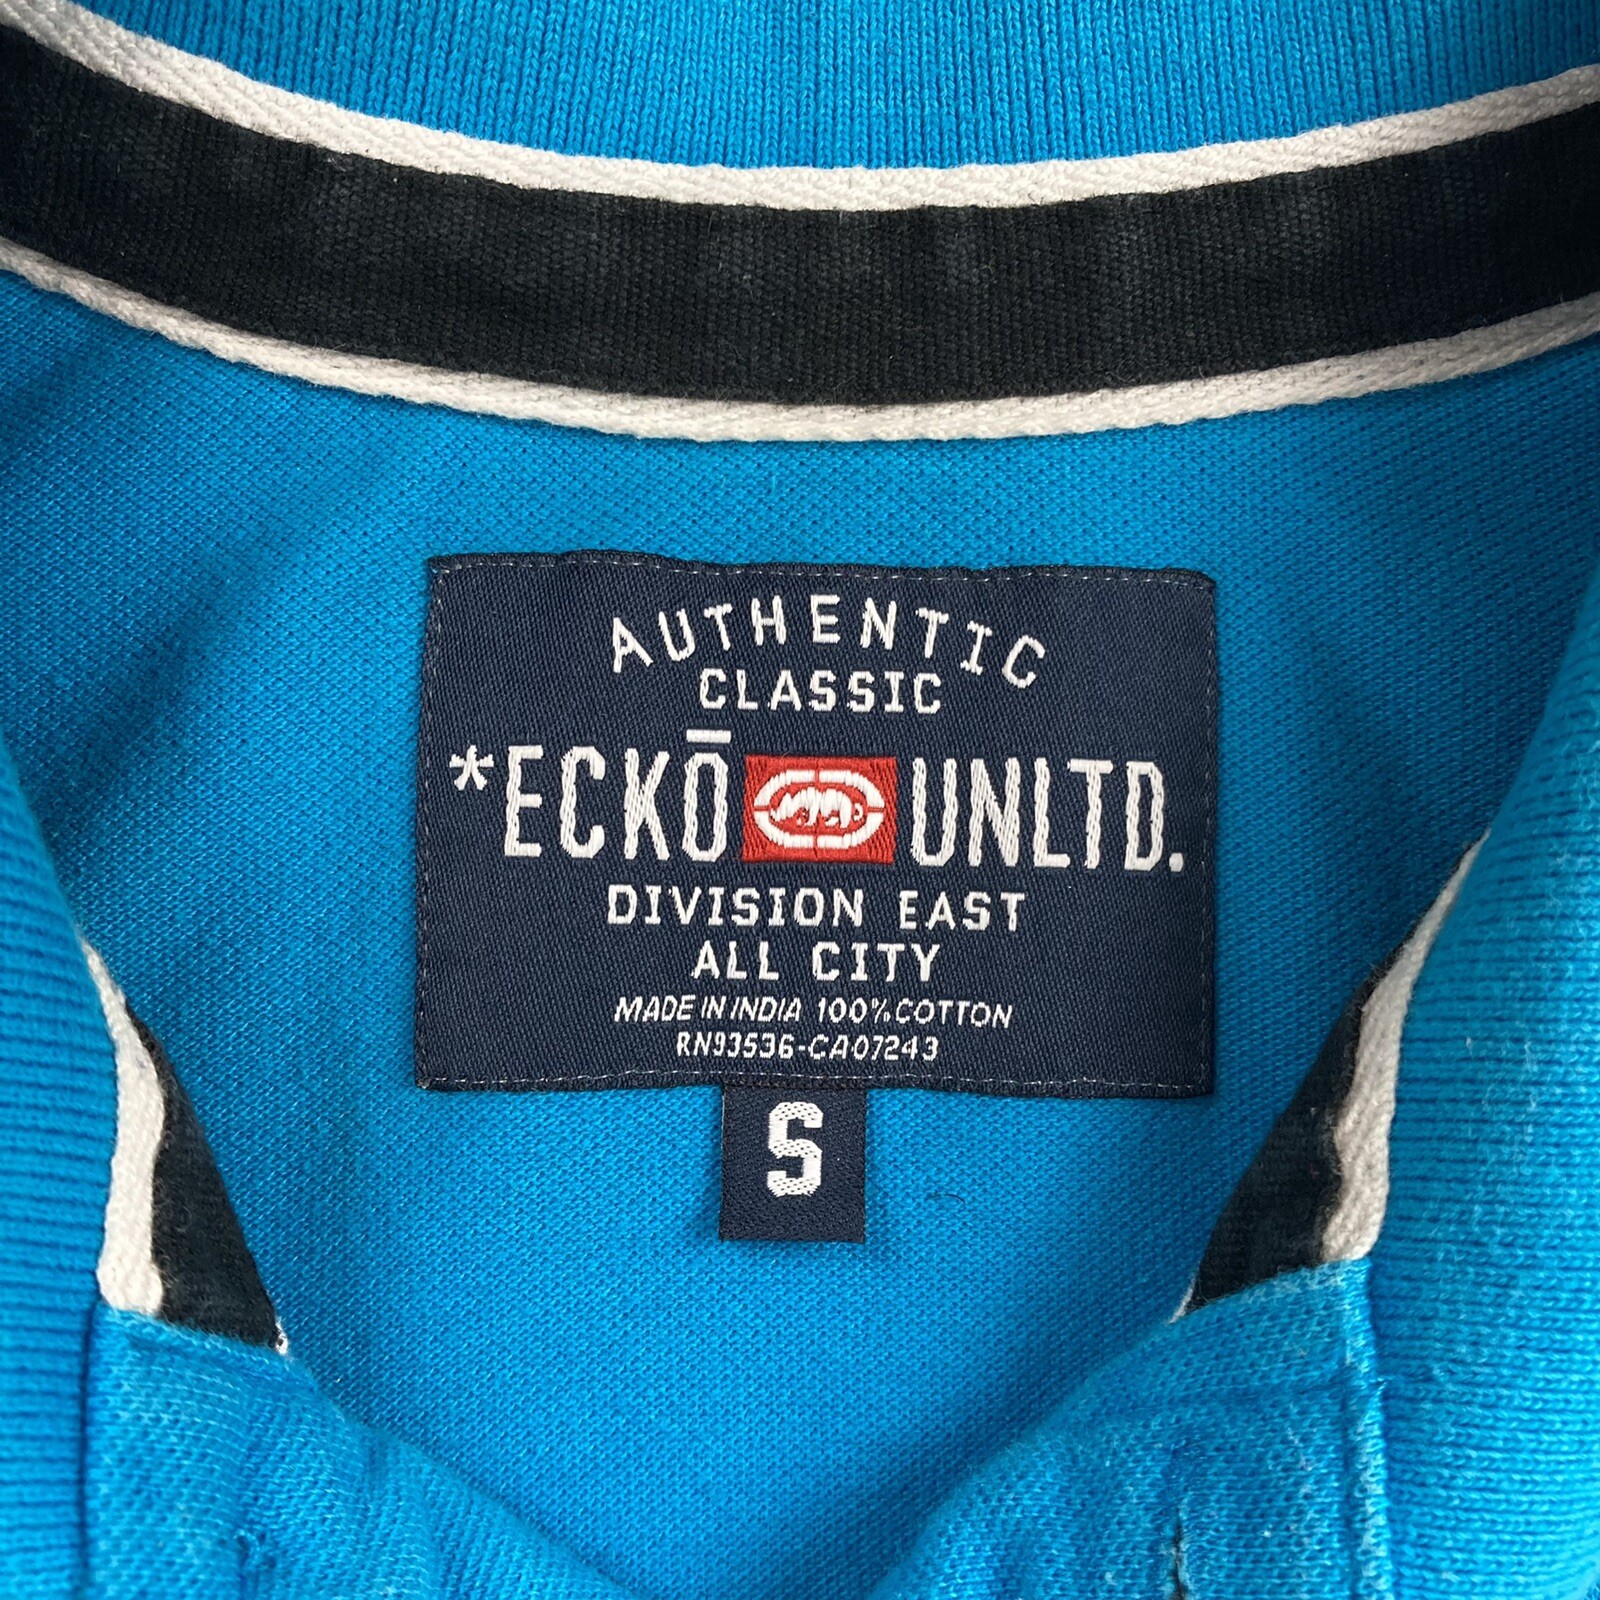 AUTHENTIC
CLASSIC
*ECKŌ UNLTD.
DIVISION EAST
ALL CITY
MADE IN INDIA 100% COTTON
RN93536-CA07243
S